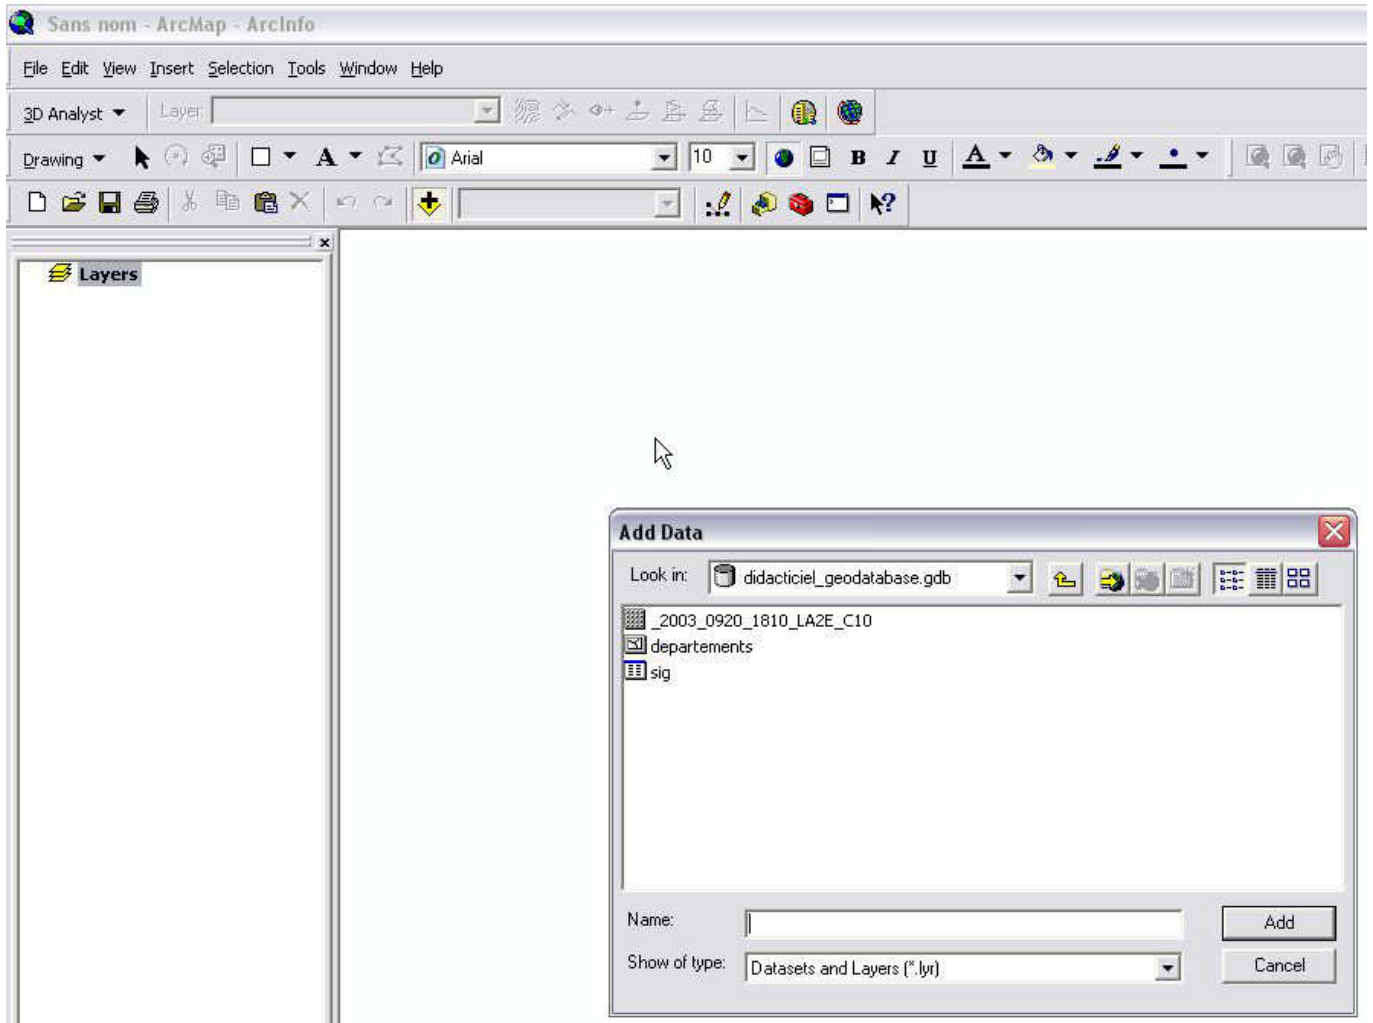 Sans nom - ArcMap - ArcInfo
File Edit View Insert Selection Tools Window Help
3D Analyst Layer:
Drawing A Arial 10 B I U A
Layers
Add Data
Look in: didacticiel_geodatabase.gdb
_2003_0920_1810_LA2E_C10
departements
sig
Name: Add
Show of type: Datasets and Layers (*.lyr) Cancel